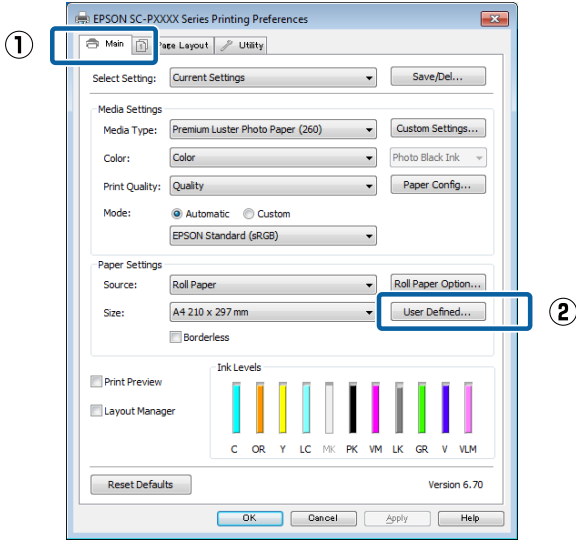 EPSON SC-PXXXX Series Printing Preferences
① Main Page Layout Utility
Select Setting: Current Settings Save/Del...
Media Settings
Media Type: Premium Luster Photo Paper (260) Custom Settings...
Color: Color Photo Black Ink
Print Quality: Quality Paper Config...
Mode: Automatic Custom
EPSON Standard (sRGB)
Paper Settings
Source: Roll Paper Roll Paper Option...
Size: A4 210 x 297 mm User Defined... ②
Borderless
Ink Levels
Print Preview
Layout Manager
C OR Y LC MK PK VM LK GR V VLM
Reset Defaults Version 6.70
OK Cancel Apply Help